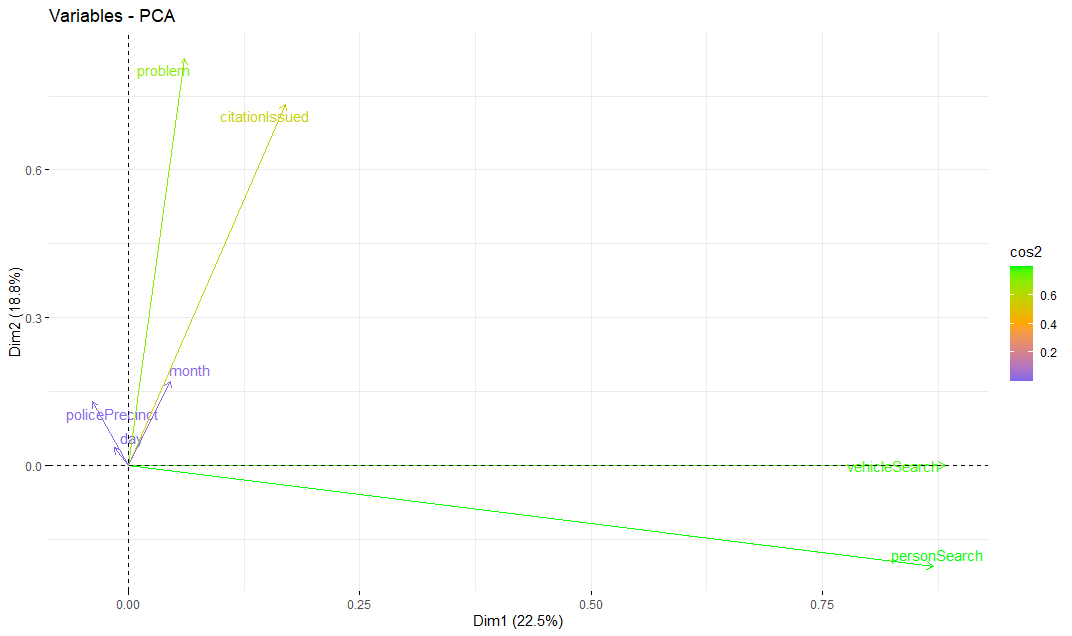 Variables - PCA
problem
citationIssued
0.6
cos2
0.6
0.4
0.2
Dim2 (18.8%)
0.3
month
policePrecinct
day
0.0
vehicleSearch
personSearch
0.00
0.25
0.50
0.75
Dim1 (22.5%)